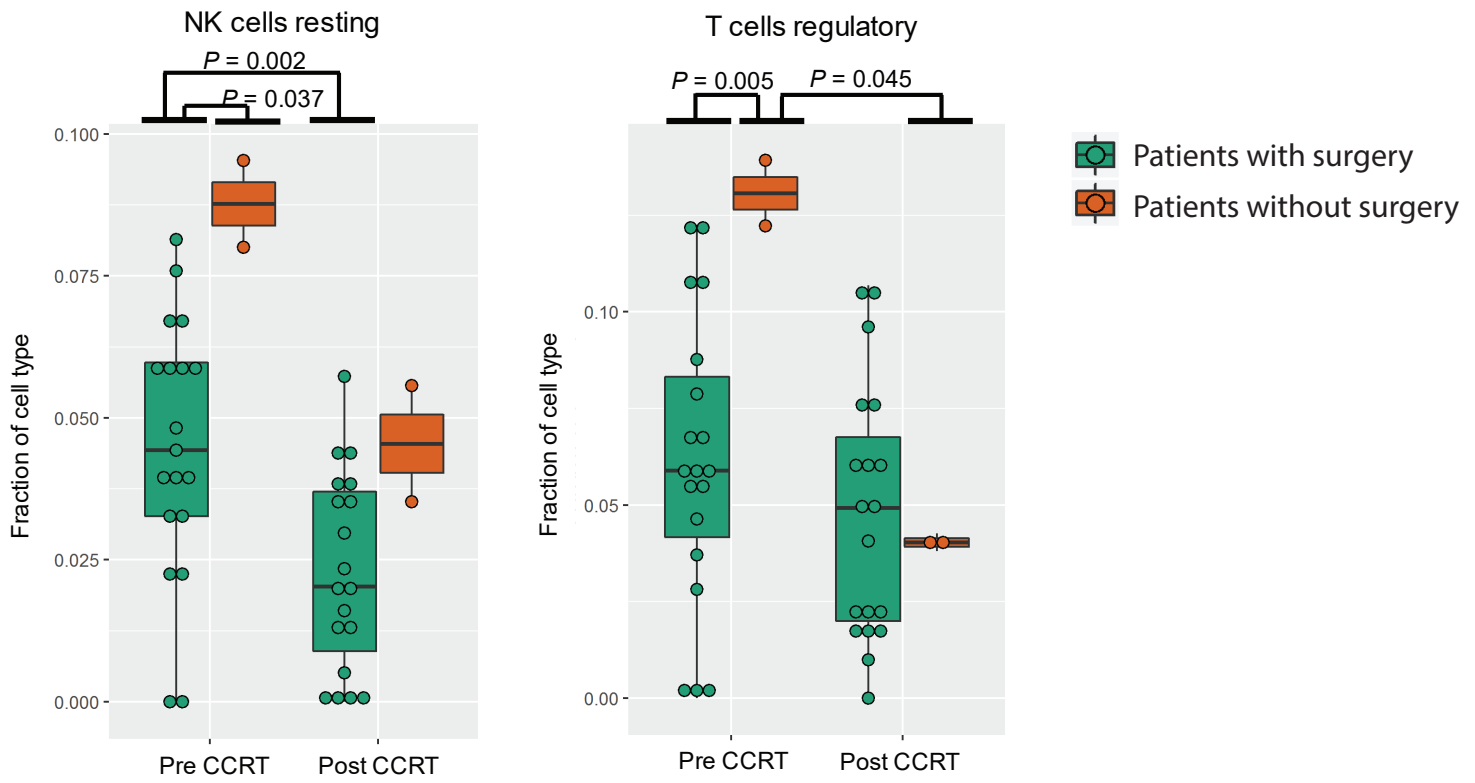 NK cells resting
P = 0.002
P = 0.037
Fraction of cell type
0.100
0.075
0.050
0.025
0.000
Pre CCRT
Post CCRT
T cells regulatory
P = 0.005
P = 0.045
Fraction of cell type
0.10
0.05
0.00
Pre CCRT
Post CCRT
Patients with surgery
Patients without surgery